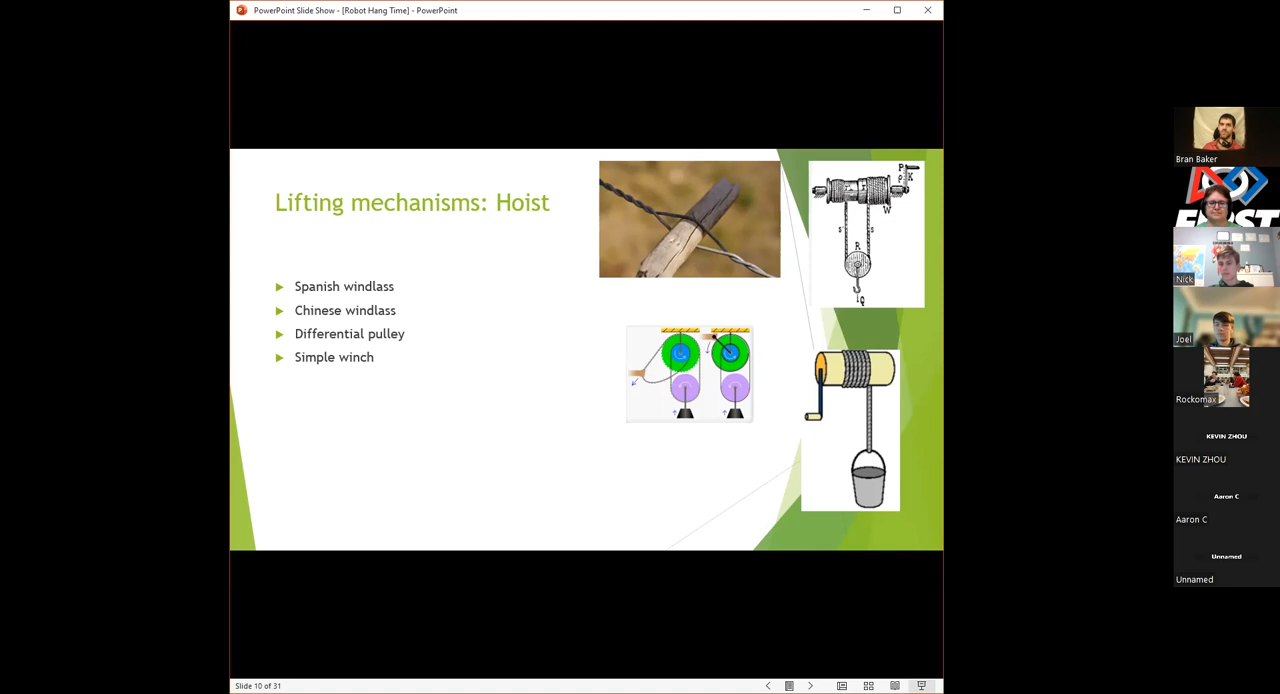 PowerPoint Slide Show - [Robot Hang Time] - PowerPoint
Lifting mechanisms: Hoist
Spanish windlass
Chinese windlass
Differential pulley
Simple winch
P
K
W
s
s
R
Q
Bran Baker
FIRST
Nick
Joel
Rockomax
KEVIN ZHOU
KEVIN ZHOU
Aaron C
Aaron C
Unnamed
Unnamed
Slide 10 of 31